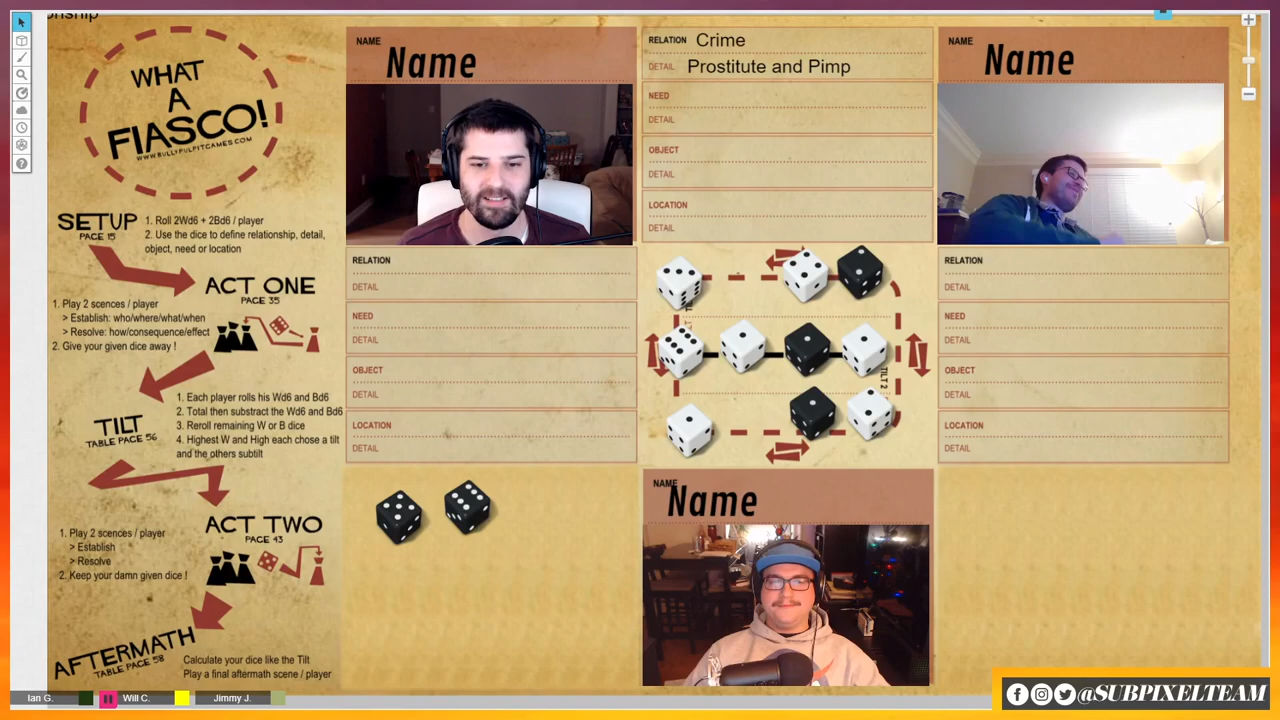 onship
WHAT
A
FIASCO!
WWW.BULLYPULPITGAMES.COM
SETUP
PAGE 15
1. Roll 2Wd6 + 2Bd6 / player
2. Use the dice to define relationship, detail,
object, need or location
ACT ONE
PAGE 35
1. Play 2 scences / player
> Establish: who/where/what/when
> Resolve: how/consequence/effect
2. Give your given dice away !
TILT
TABLE PAGE 56
1. Each player rolls his Wd6 and Bd6
2. Total then substract the Wd6 and Bd6
3. Reroll remaining W or B dice
4. Highest W and High each chose a tilt
and the others subtilt
ACT TWO
PAGE 43
1. Play 2 scences / player
> Establish
> Resolve
2. Keep your damn given dice !
AFTERMATH
TABLE PAGE 58
Calculate your dice like the Tilt
Play a final aftermath scene / player
NAME
Name
RELATION Crime
DETAIL Prostitute and Pimp
NEED
DETAIL
OBJECT
DETAIL
LOCATION
DETAIL
NAME
Name
RELATION
DETAIL
NEED
DETAIL
OBJECT
DETAIL
LOCATION
DETAIL
TILT 2
RELATION
DETAIL
NEED
DETAIL
OBJECT
DETAIL
LOCATION
DETAIL
NAME
Name
Ian G.
Will C.
Jimmy J.
@SUBPIXELTEAM